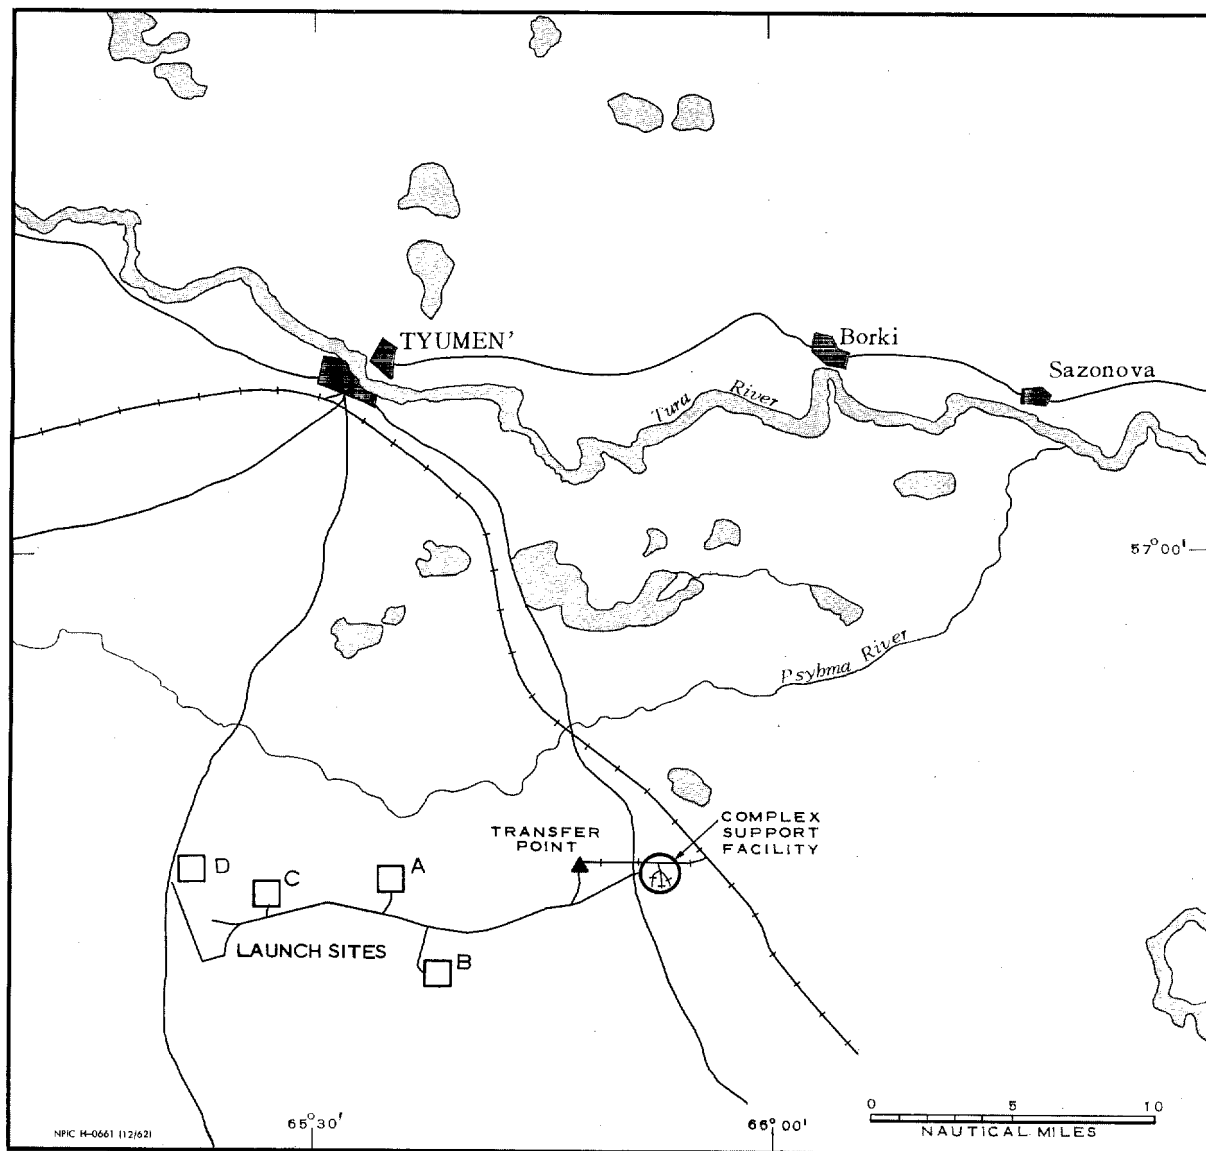 TYUMEN'
Borki
Sazonova
Tura River
57°00'
Psyhma River
COMPLEX
SUPPORT
FACILITY
TRANSFER
POINT
D
C
A
B
LAUNCH SITES
65°30'
66°00'
0 5 10
NAUTICAL MILES
NPIC H-0661 (12/62)